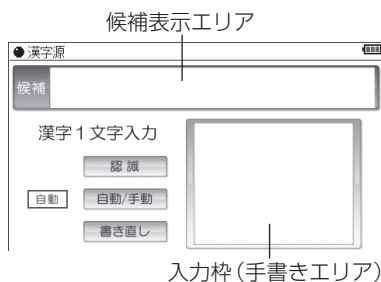 候補表示エリア
漢字源
候補
漢字1文字入力
認識
自動 自動/手動
書き直し
入力枠(手書きエリア)